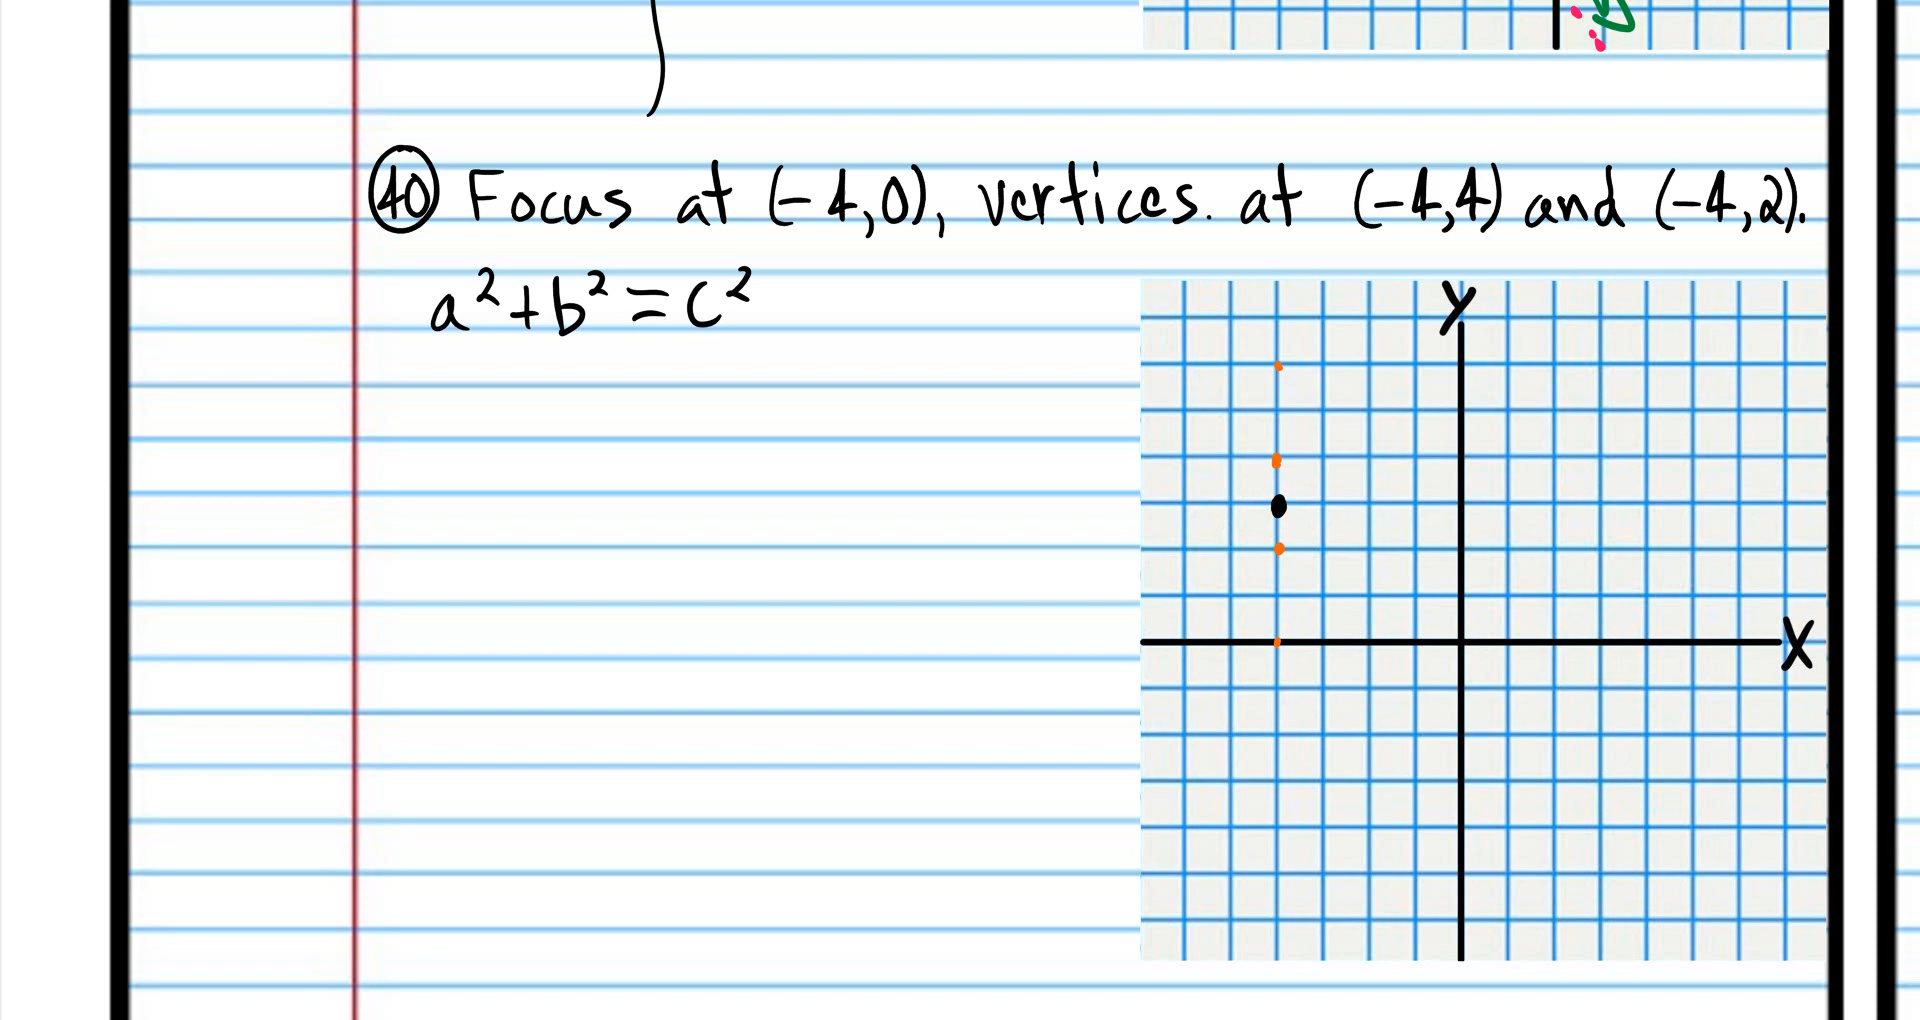 40 Focus at (-4,0), vertices. at (-4,4) and (-4,2).
a²+b²=c²
Y
X